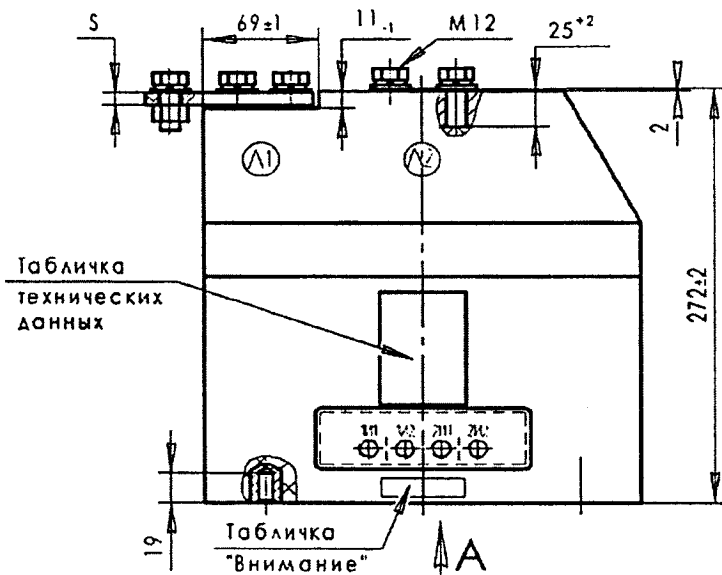 S
69±1
11₋₁
M12
25⁺²
2
Л1
Л2
272±2
Табличка
технических
данных
1И1 1И2 2И1 2И2
19
Табличка
"Внимание"
А